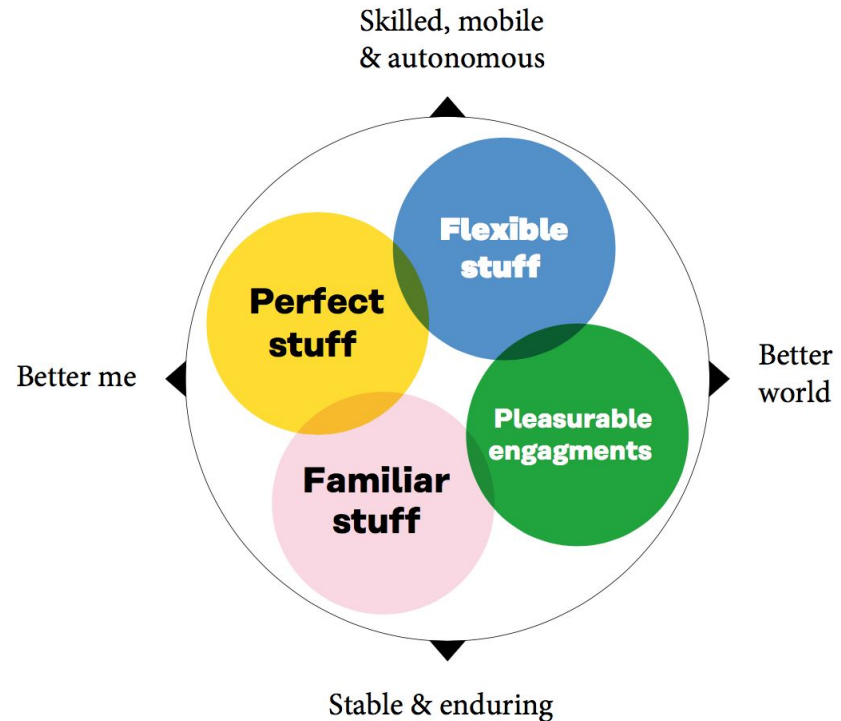 Skilled, mobile
& autonomous
Flexible
stuff
Perfect
stuff
Better me
Better
world
Pleasurable
engagments
Familiar
stuff
Stable & enduring